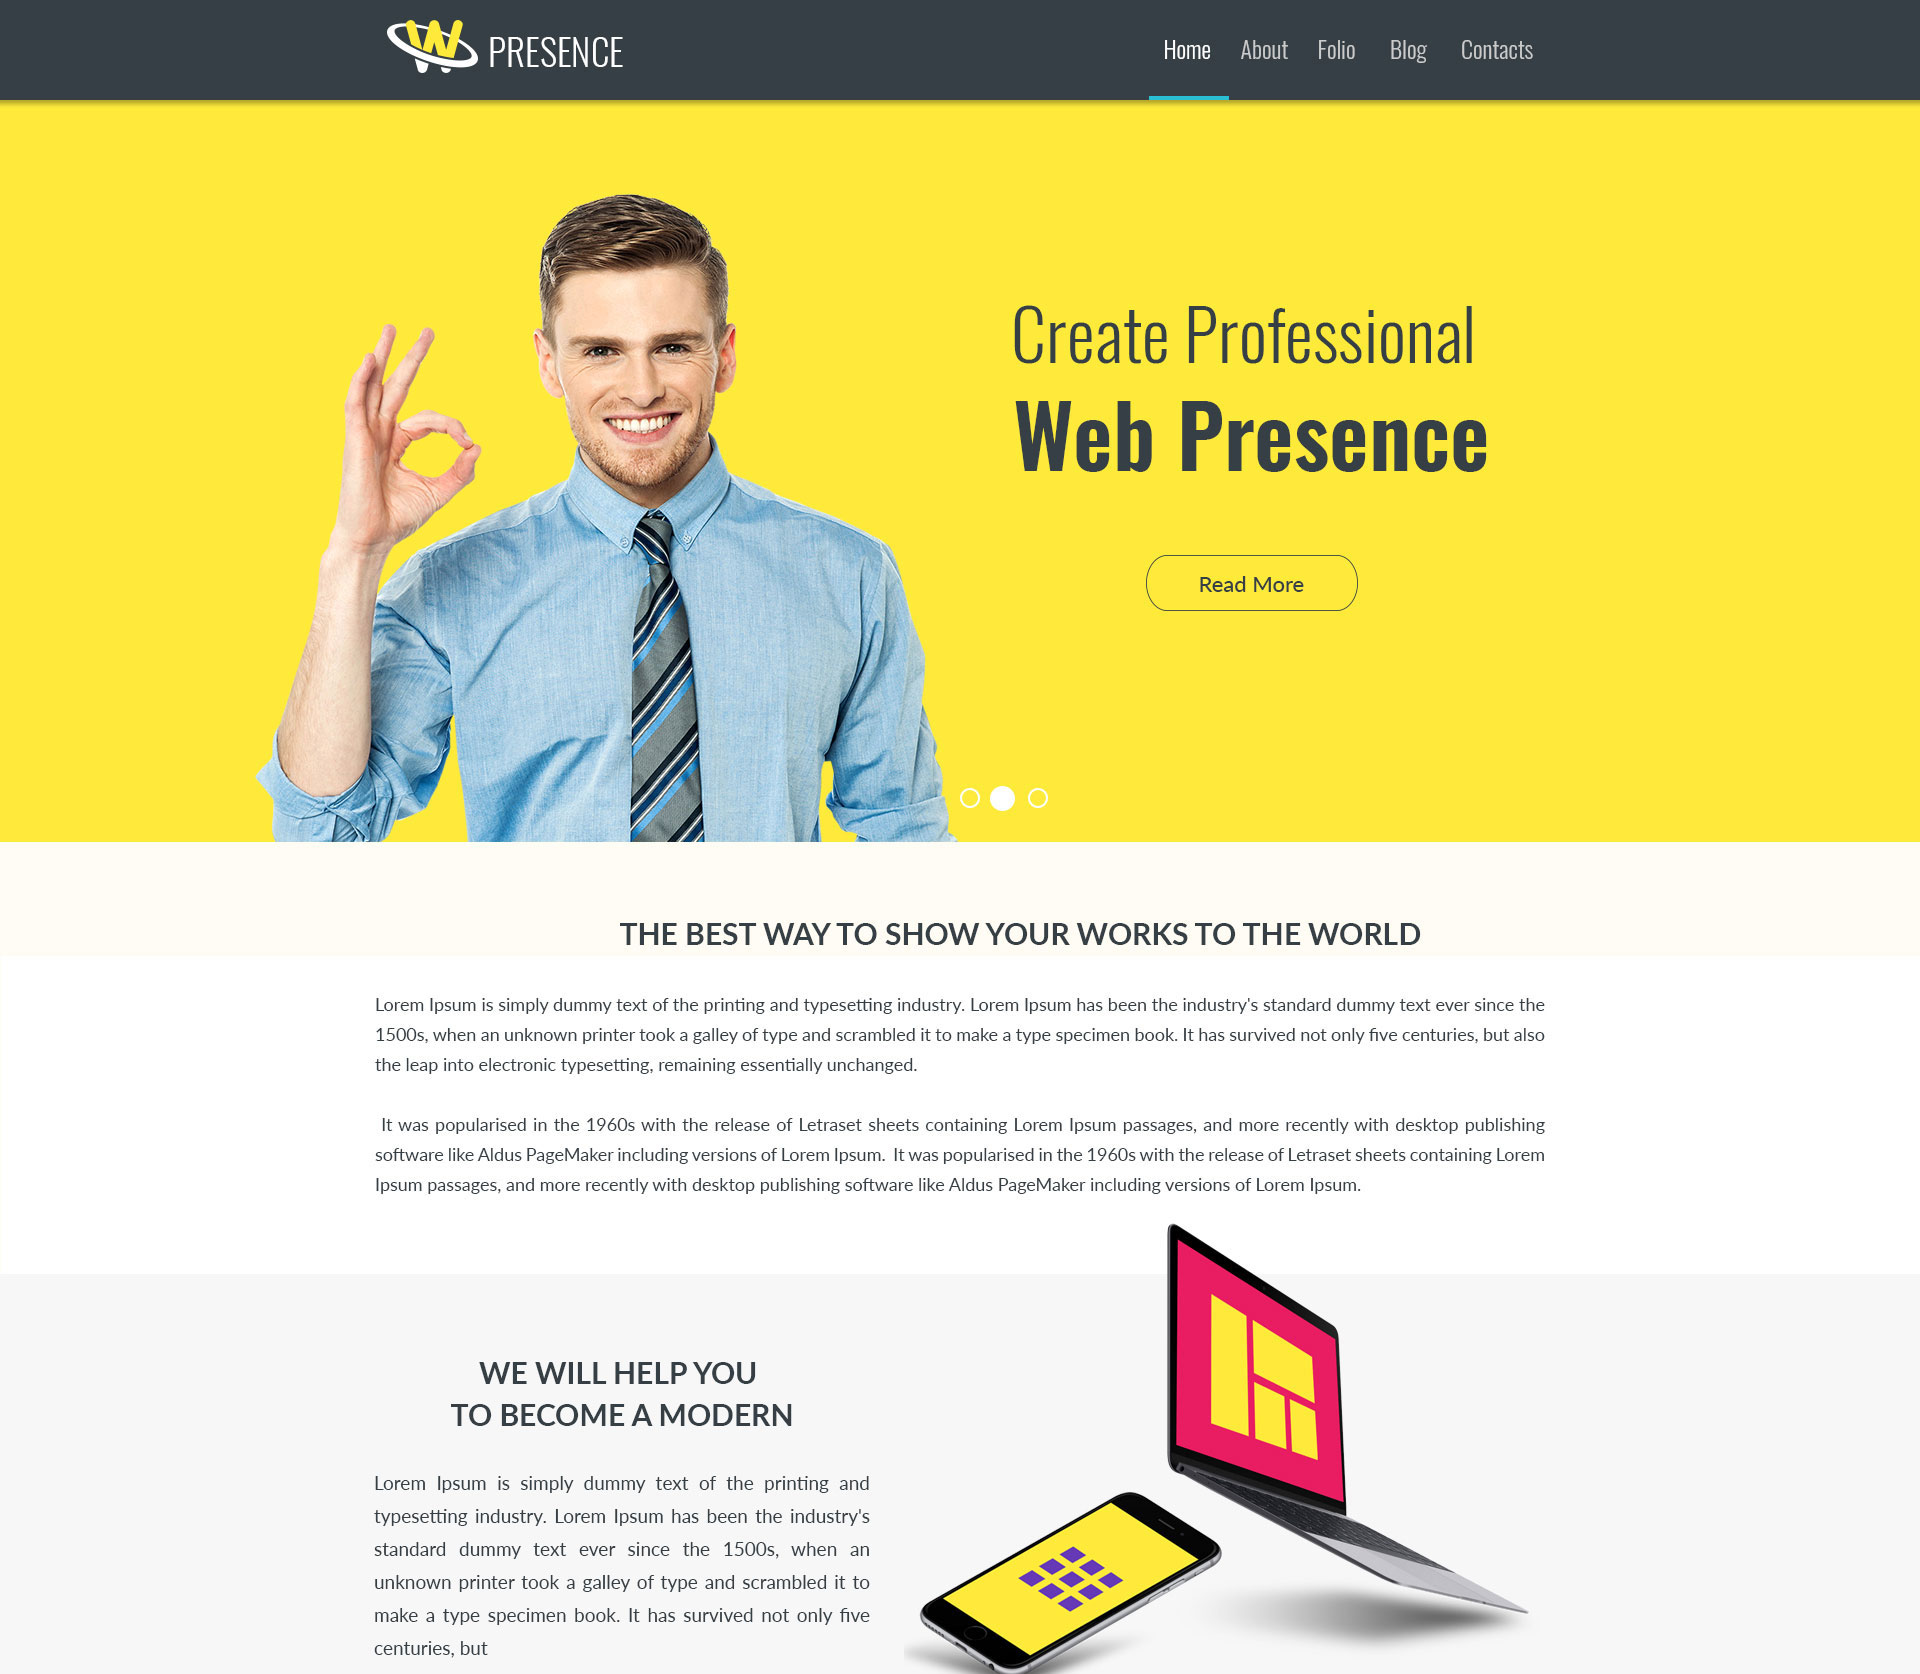 W PRESENCE
Home About Folio Blog Contacts
Create Professional
Web Presence
Read More
THE BEST WAY TO SHOW YOUR WORKS TO THE WORLD
Lorem Ipsum is simply dummy text of the printing and typesetting industry. Lorem Ipsum has been the industry's standard dummy text ever since the
1500s, when an unknown printer took a galley of type and scrambled it to make a type specimen book. It has survived not only five centuries, but also
the leap into electronic typesetting, remaining essentially unchanged.
It was popularised in the 1960s with the release of Letraset sheets containing Lorem Ipsum passages, and more recently with desktop publishing
software like Aldus PageMaker including versions of Lorem Ipsum. It was popularised in the 1960s with the release of Letraset sheets containing Lorem
Ipsum passages, and more recently with desktop publishing software like Aldus PageMaker including versions of Lorem Ipsum.
WE WILL HELP YOU
TO BECOME A MODERN
Lorem Ipsum is simply dummy text of the printing and
typesetting industry. Lorem Ipsum has been the industry's
standard dummy text ever since the 1500s, when an
unknown printer took a galley of type and scrambled it to
make a type specimen book. It has survived not only five
centuries, but